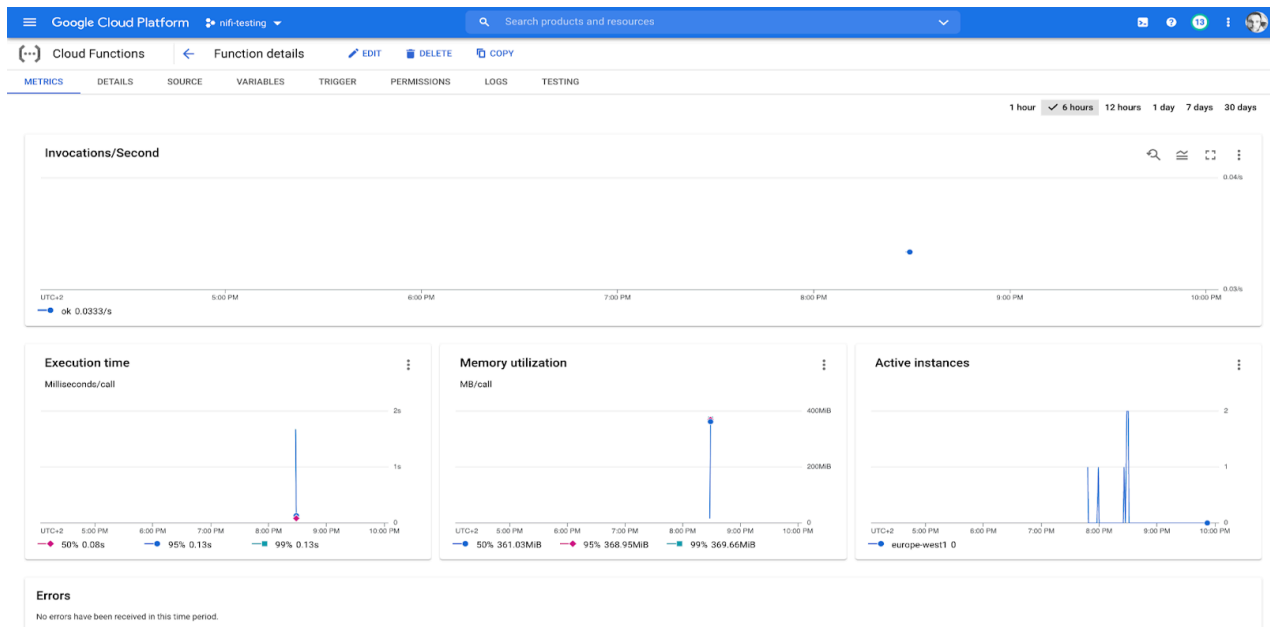 Google Cloud Platform nifi-testing Search products and resources 13
Cloud Functions Function details EDIT DELETE COPY
METRICS DETAILS SOURCE VARIABLES TRIGGER PERMISSIONS LOGS TESTING
1 hour 6 hours 12 hours 1 day 7 days 30 days
Invocations/Second
0.04/s
0.03/s
UTC+2 5:00 PM 6:00 PM 7:00 PM 8:00 PM 9:00 PM 10:00 PM
ok 0.0333/s
Execution time
Milliseconds/call
2s
1s
0
UTC+2 5:00 PM 6:00 PM 7:00 PM 8:00 PM 9:00 PM 10:00 PM
50% 0.08s 95% 0.13s 99% 0.13s
Memory utilization
MB/call
400MiB
200MiB
0
UTC+2 5:00 PM 6:00 PM 7:00 PM 8:00 PM 9:00 PM 10:00 PM
50% 361.03MiB 95% 368.95MiB 99% 369.66MiB
Active instances
2
1
0
UTC+2 5:00 PM 6:00 PM 7:00 PM 8:00 PM 9:00 PM 10:00 PM
europe-west1 0
Errors
No errors have been received in this time period.